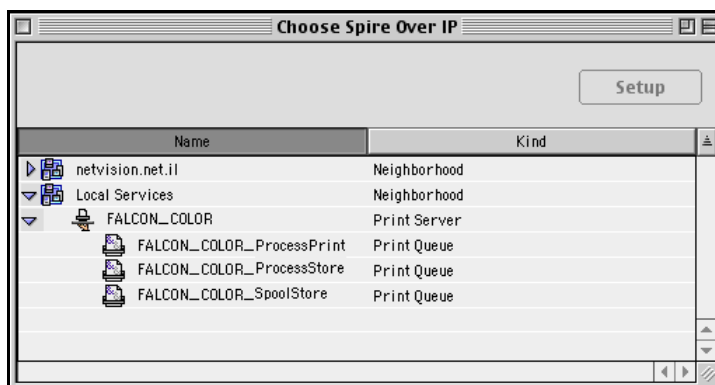 Choose Spire Over IP
Setup
Name Kind
netvision.net.il Neighborhood
Local Services Neighborhood
FALCON_COLOR Print Server
FALCON_COLOR_ProcessPrint Print Queue
FALCON_COLOR_ProcessStore Print Queue
FALCON_COLOR_SpoolStore Print Queue